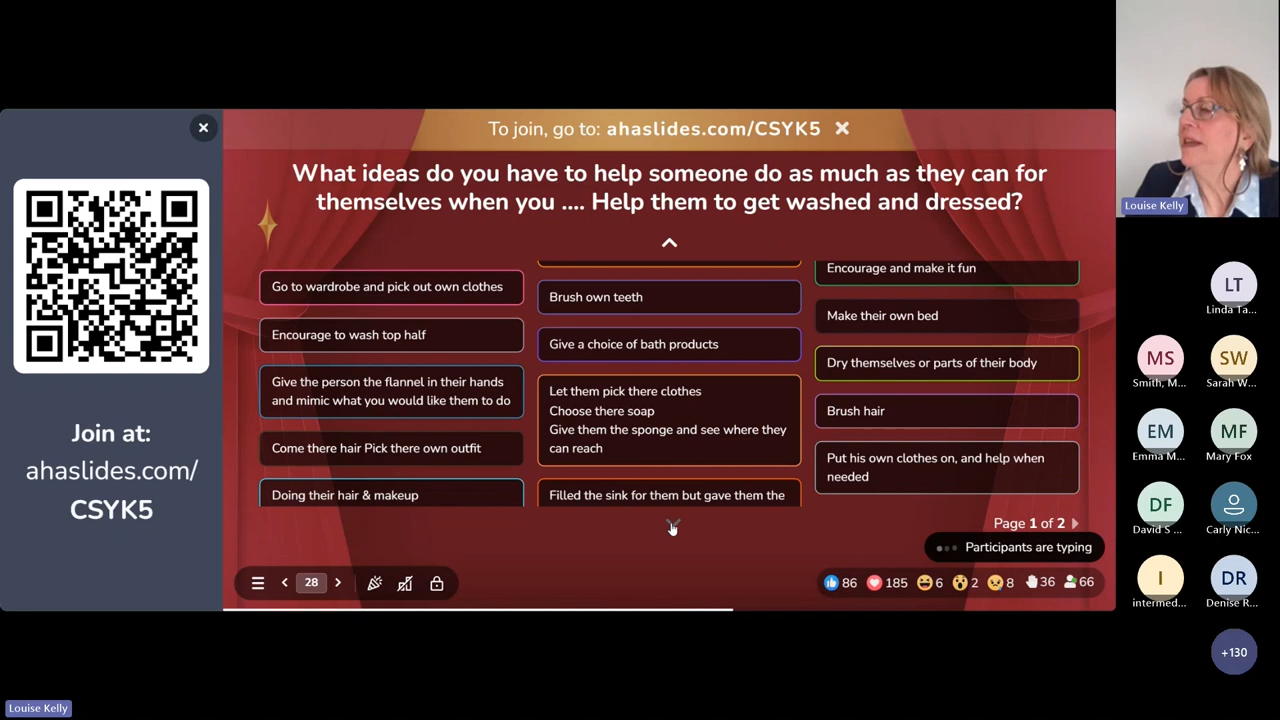 To join, go to: ahaslides.com/CSYK5
What ideas do you have to help someone do as much as they can for
themselves when you .... Help them to get washed and dressed?
Join at:
ahaslides.com/
CSYK5
Go to wardrobe and pick out own clothes
Encourage to wash top half
Give the person the flannel in their hands
and mimic what you would like them to do
Come there hair Pick there own outfit
Doing their hair & makeup
Brush own teeth
Give a choice of bath products
Let them pick there clothes
Choose there soap
Give them the sponge and see where they
can reach
Filled the sink for them but gave them the
Encourage and make it fun
Make their own bed
Dry themselves or parts of their body
Brush hair
Put his own clothes on, and help when
needed
Page 1 of 2
Participants are typing
28
86 185 6 2 8 36 66
Louise Kelly
LT
Linda Ta...
MS SW
Smith, M... Sarah W...
EM MF
Emma M... Mary Fox
DF
David S ... Carly Nic...
I DR
intermed... Denise R...
+130
Louise Kelly